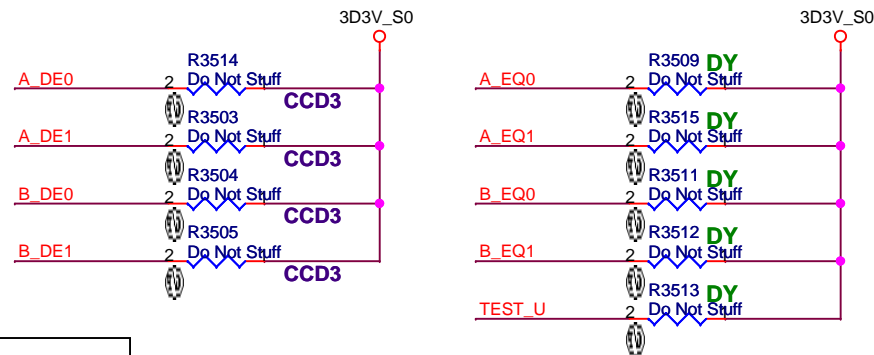 3D3V_S0
R3514
A_DE0 2 Do Not Stuff
CCD3
R3503
A_DE1 2 Do Not Stuff
CCD3
R3504
B_DE0 2 Do Not Stuff
CCD3
R3505
B_DE1 2 Do Not Stuff
CCD3
3D3V_S0
R3509 DY
A_EQ0 2 Do Not Stuff
R3515 DY
A_EQ1 2 Do Not Stuff
R3511 DY
B_EQ0 2 Do Not Stuff
R3512 DY
B_EQ1 2 Do Not Stuff
R3513 DY
TEST_U 2 Do Not Stuff